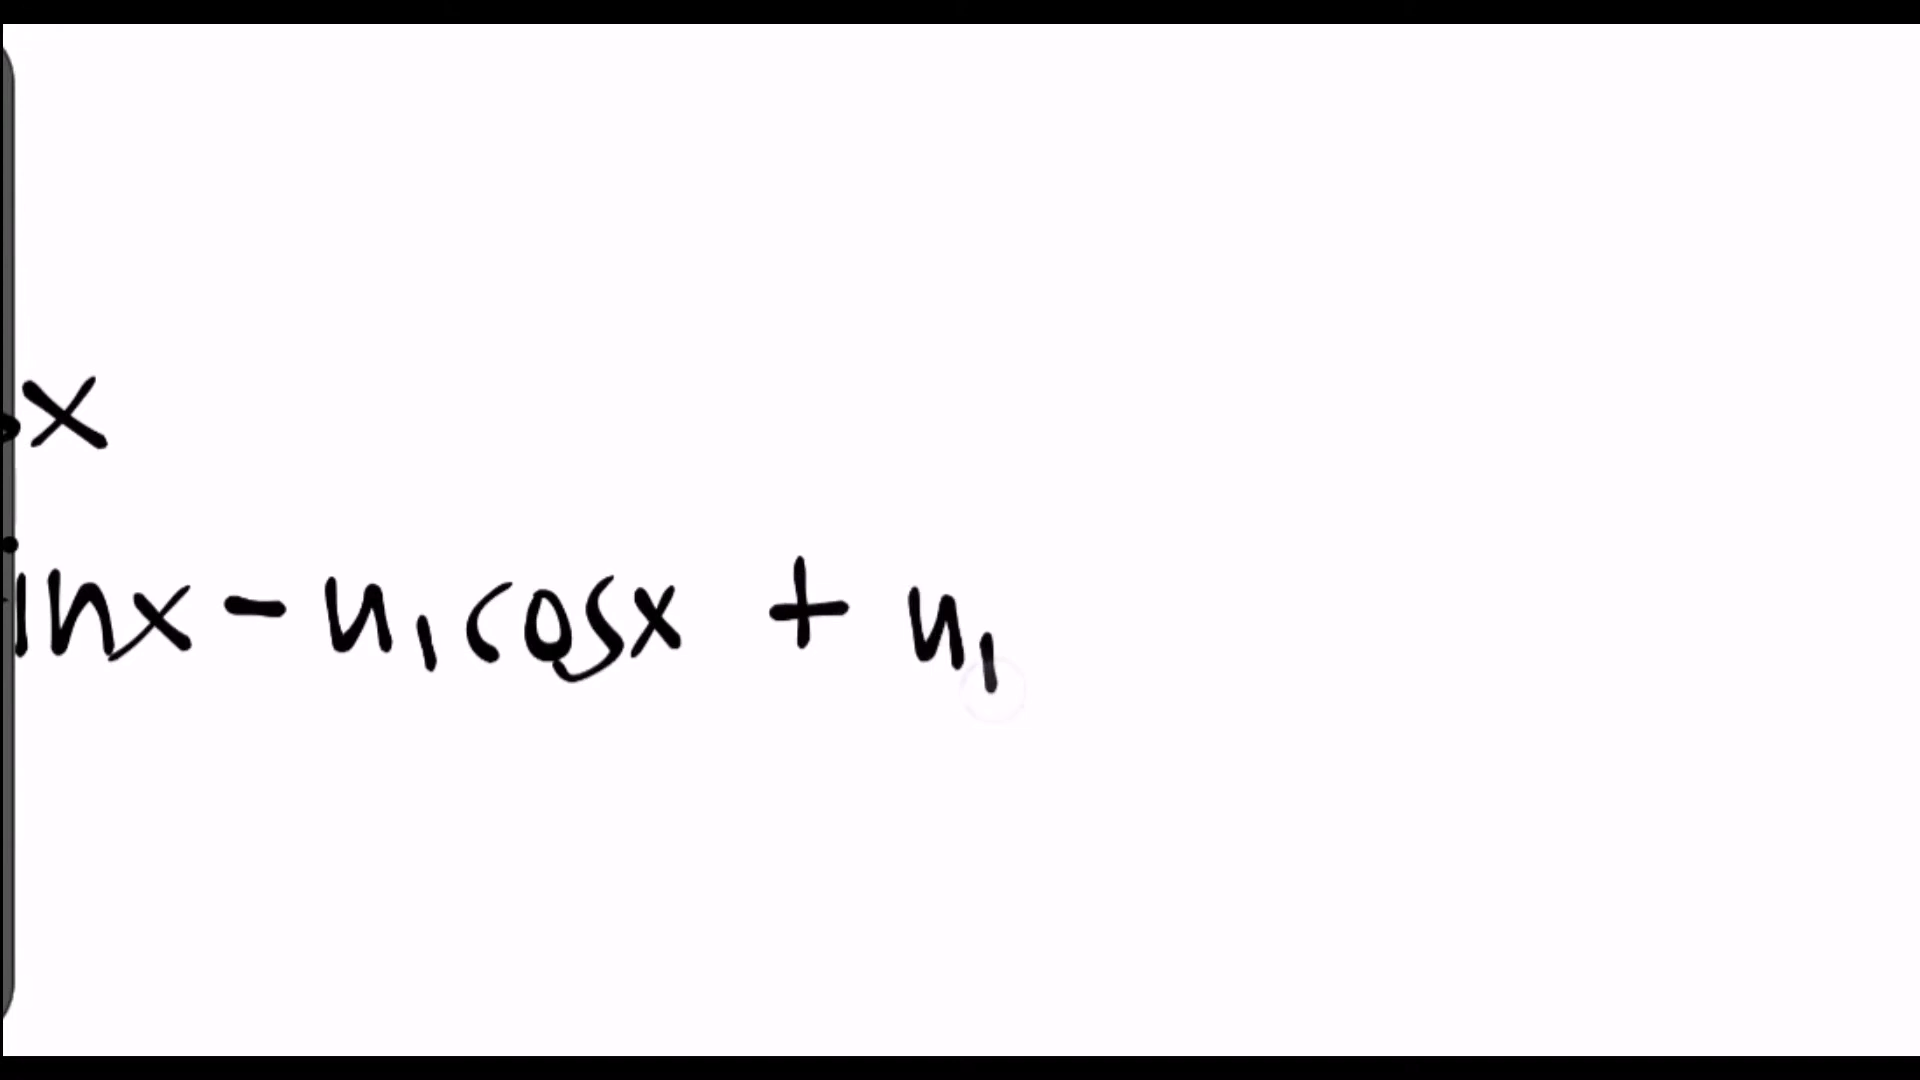 x
inx - u₁cosx + u₁